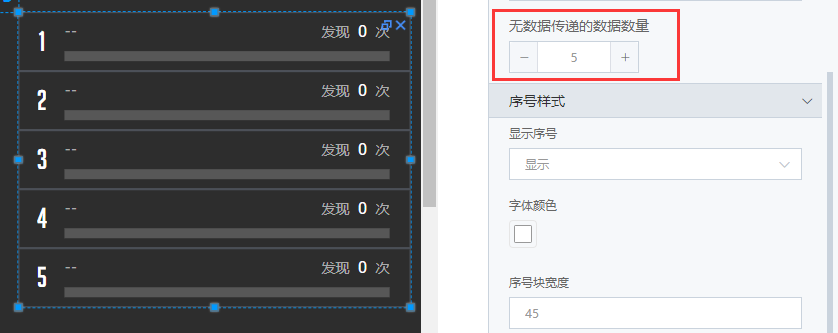 1 -- 发现 0 次
2 -- 发现 0 次
3 -- 发现 0 次
4 -- 发现 0 次
5 -- 发现 0 次
无数据传递的数据数量
− 5 +
序号样式
显示序号
显示
字体颜色
序号块宽度
45